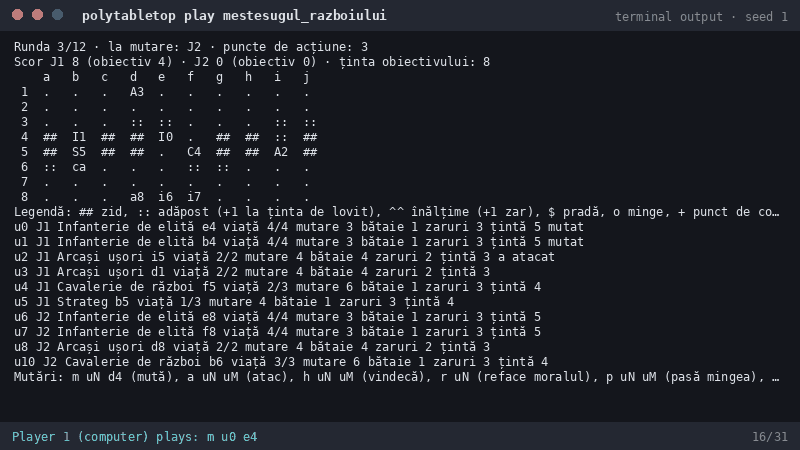 polytabletop play mestesugul_razboiului
terminal output · seed 1
Runda 3/12 · la mutare: J2 · puncte de acțiune: 3
Scor J1 8 (obiectiv 4) · J2 0 (obiectiv 0) · ținta obiectivului: 8
a b c d e f g h i j
1 . . . A3 . . . . . .
2 . . . . . . . . . .
3 . . . :: :: . . . :: ::
4 ## I1 ## ## I0 . ## ## :: ##
5 ## S5 ## ## . C4 ## ## A2 ##
6 :: ca . . . :: :: . . .
7 . . . . . . . . . .
8 . . . a8 i6 i7 . . . .
Legendă: ## zid, :: adăpost (+1 la ținta de lovit), ^^ înălțime (+1 zar), $ pradă, o minge, + punct de co…
u0 J1 Infanterie de elită e4 viață 4/4 mutare 3 bătaie 1 zaruri 3 țintă 5 mutat
u1 J1 Infanterie de elită b4 viață 4/4 mutare 3 bătaie 1 zaruri 3 țintă 5 mutat
u2 J1 Arcași ușori i5 viață 2/2 mutare 4 bătaie 4 zaruri 2 țintă 3 a atacat
u3 J1 Arcași ușori d1 viață 2/2 mutare 4 bătaie 4 zaruri 2 țintă 3
u4 J1 Cavalerie de război f5 viață 2/3 mutare 6 bătaie 1 zaruri 3 țintă 4
u5 J1 Strateg b5 viață 1/3 mutare 4 bătaie 1 zaruri 3 țintă 4
u6 J2 Infanterie de elită e8 viață 4/4 mutare 3 bătaie 1 zaruri 3 țintă 5
u7 J2 Infanterie de elită f8 viață 4/4 mutare 3 bătaie 1 zaruri 3 țintă 5
u8 J2 Arcași ușori d8 viață 2/2 mutare 4 bătaie 4 zaruri 2 țintă 3
u10 J2 Cavalerie de război b6 viață 3/3 mutare 6 bătaie 1 zaruri 3 țintă 4
Mutări: m uN d4 (mută), a uN uM (atac), h uN uM (vindecă), r uN (reface moralul), p uN uM (pasă mingea), …
Player 1 (computer) plays: m u0 e4
16/31